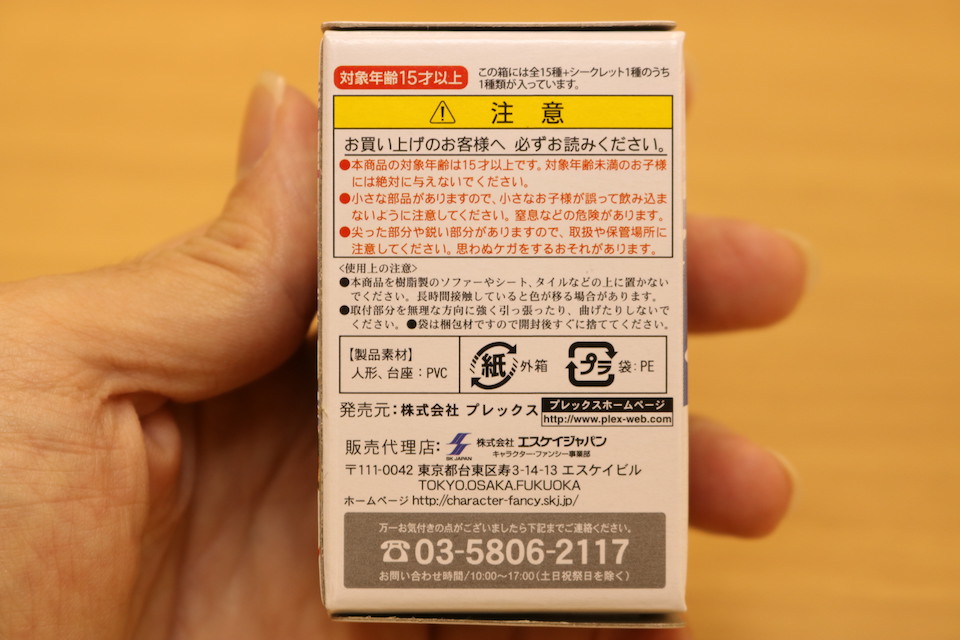 対象年齢15才以上
この箱には全15種+シークレット1種のうち
1種類が入っています。
注意
お買い上げのお客様へ 必ずお読みください。
●本商品の対象年齢は15才以上です。対象年齢未満のお子様
には絶対に与えないでください。
●小さな部品がありますので、小さなお子様が誤って飲み込ま
ないように注意してください。窒息などの危険があります。
●尖った部分や鋭い部分がありますので、取扱や保管場所に
注意してください。思わぬケガをするおそれがあります。
<使用上の注意>
●本商品を樹脂製のソファーやシート、タイルなどの上に置かない
でください。長時間接触していると色が移る場合があります。
●取付部分を無理な方向に強く引っ張ったり、曲げたりしないで
ください。●袋は梱包材ですので開封後すぐに捨ててください。
【製品素材】
人形、台座:PVC
紙 外箱
プラ 袋:PE
発売元:株式会社 プレックス
プレックスホームページ
http://www.plex-web.com
販売代理店: SK JAPAN 株式会社 エスケイジャパン
キャラクター・ファンシー事業部
〒111-0042 東京都台東区寿3-14-13 エスケイビル
TOKYO.OSAKA.FUKUOKA
ホームページ http://character-fancy.skj.jp/
万一お気付きの点がございましたら下記までご連絡ください。
☎03-5806-2117
お問い合わせ時間/10:00〜17:00(土日祝祭日を除く)